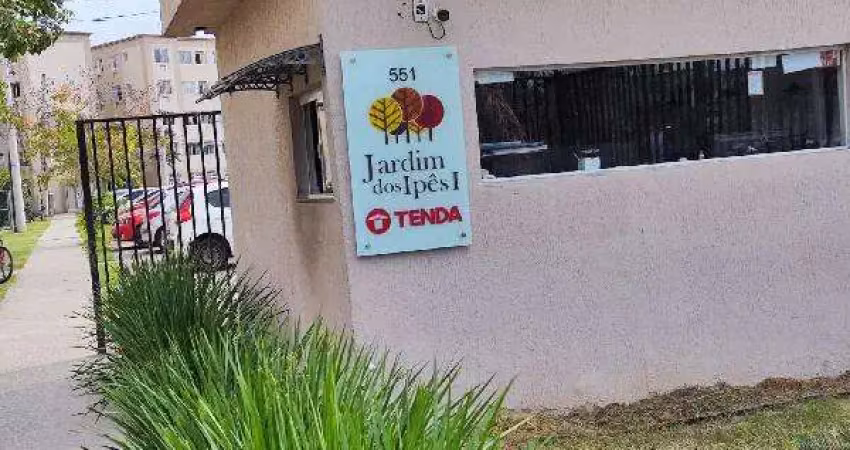 551
Jardim
dos Ipês I
TENDA